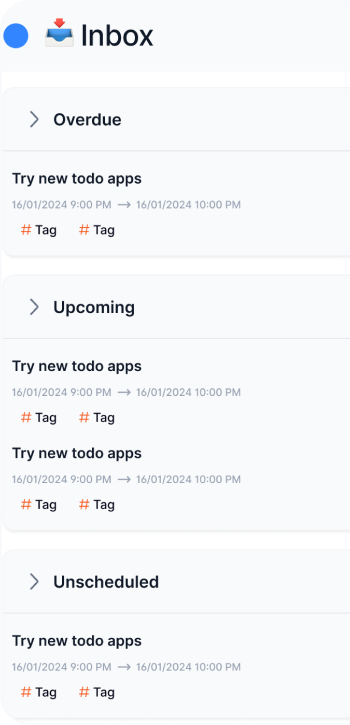 Inbox
Overdue
Try new todo apps
16/01/2024 9:00 PM → 16/01/2024 10:00 PM
# Tag # Tag
Upcoming
Try new todo apps
16/01/2024 9:00 PM → 16/01/2024 10:00 PM
# Tag # Tag
Try new todo apps
16/01/2024 9:00 PM → 16/01/2024 10:00 PM
# Tag # Tag
Unscheduled
Try new todo apps
16/01/2024 9:00 PM → 16/01/2024 10:00 PM
# Tag # Tag